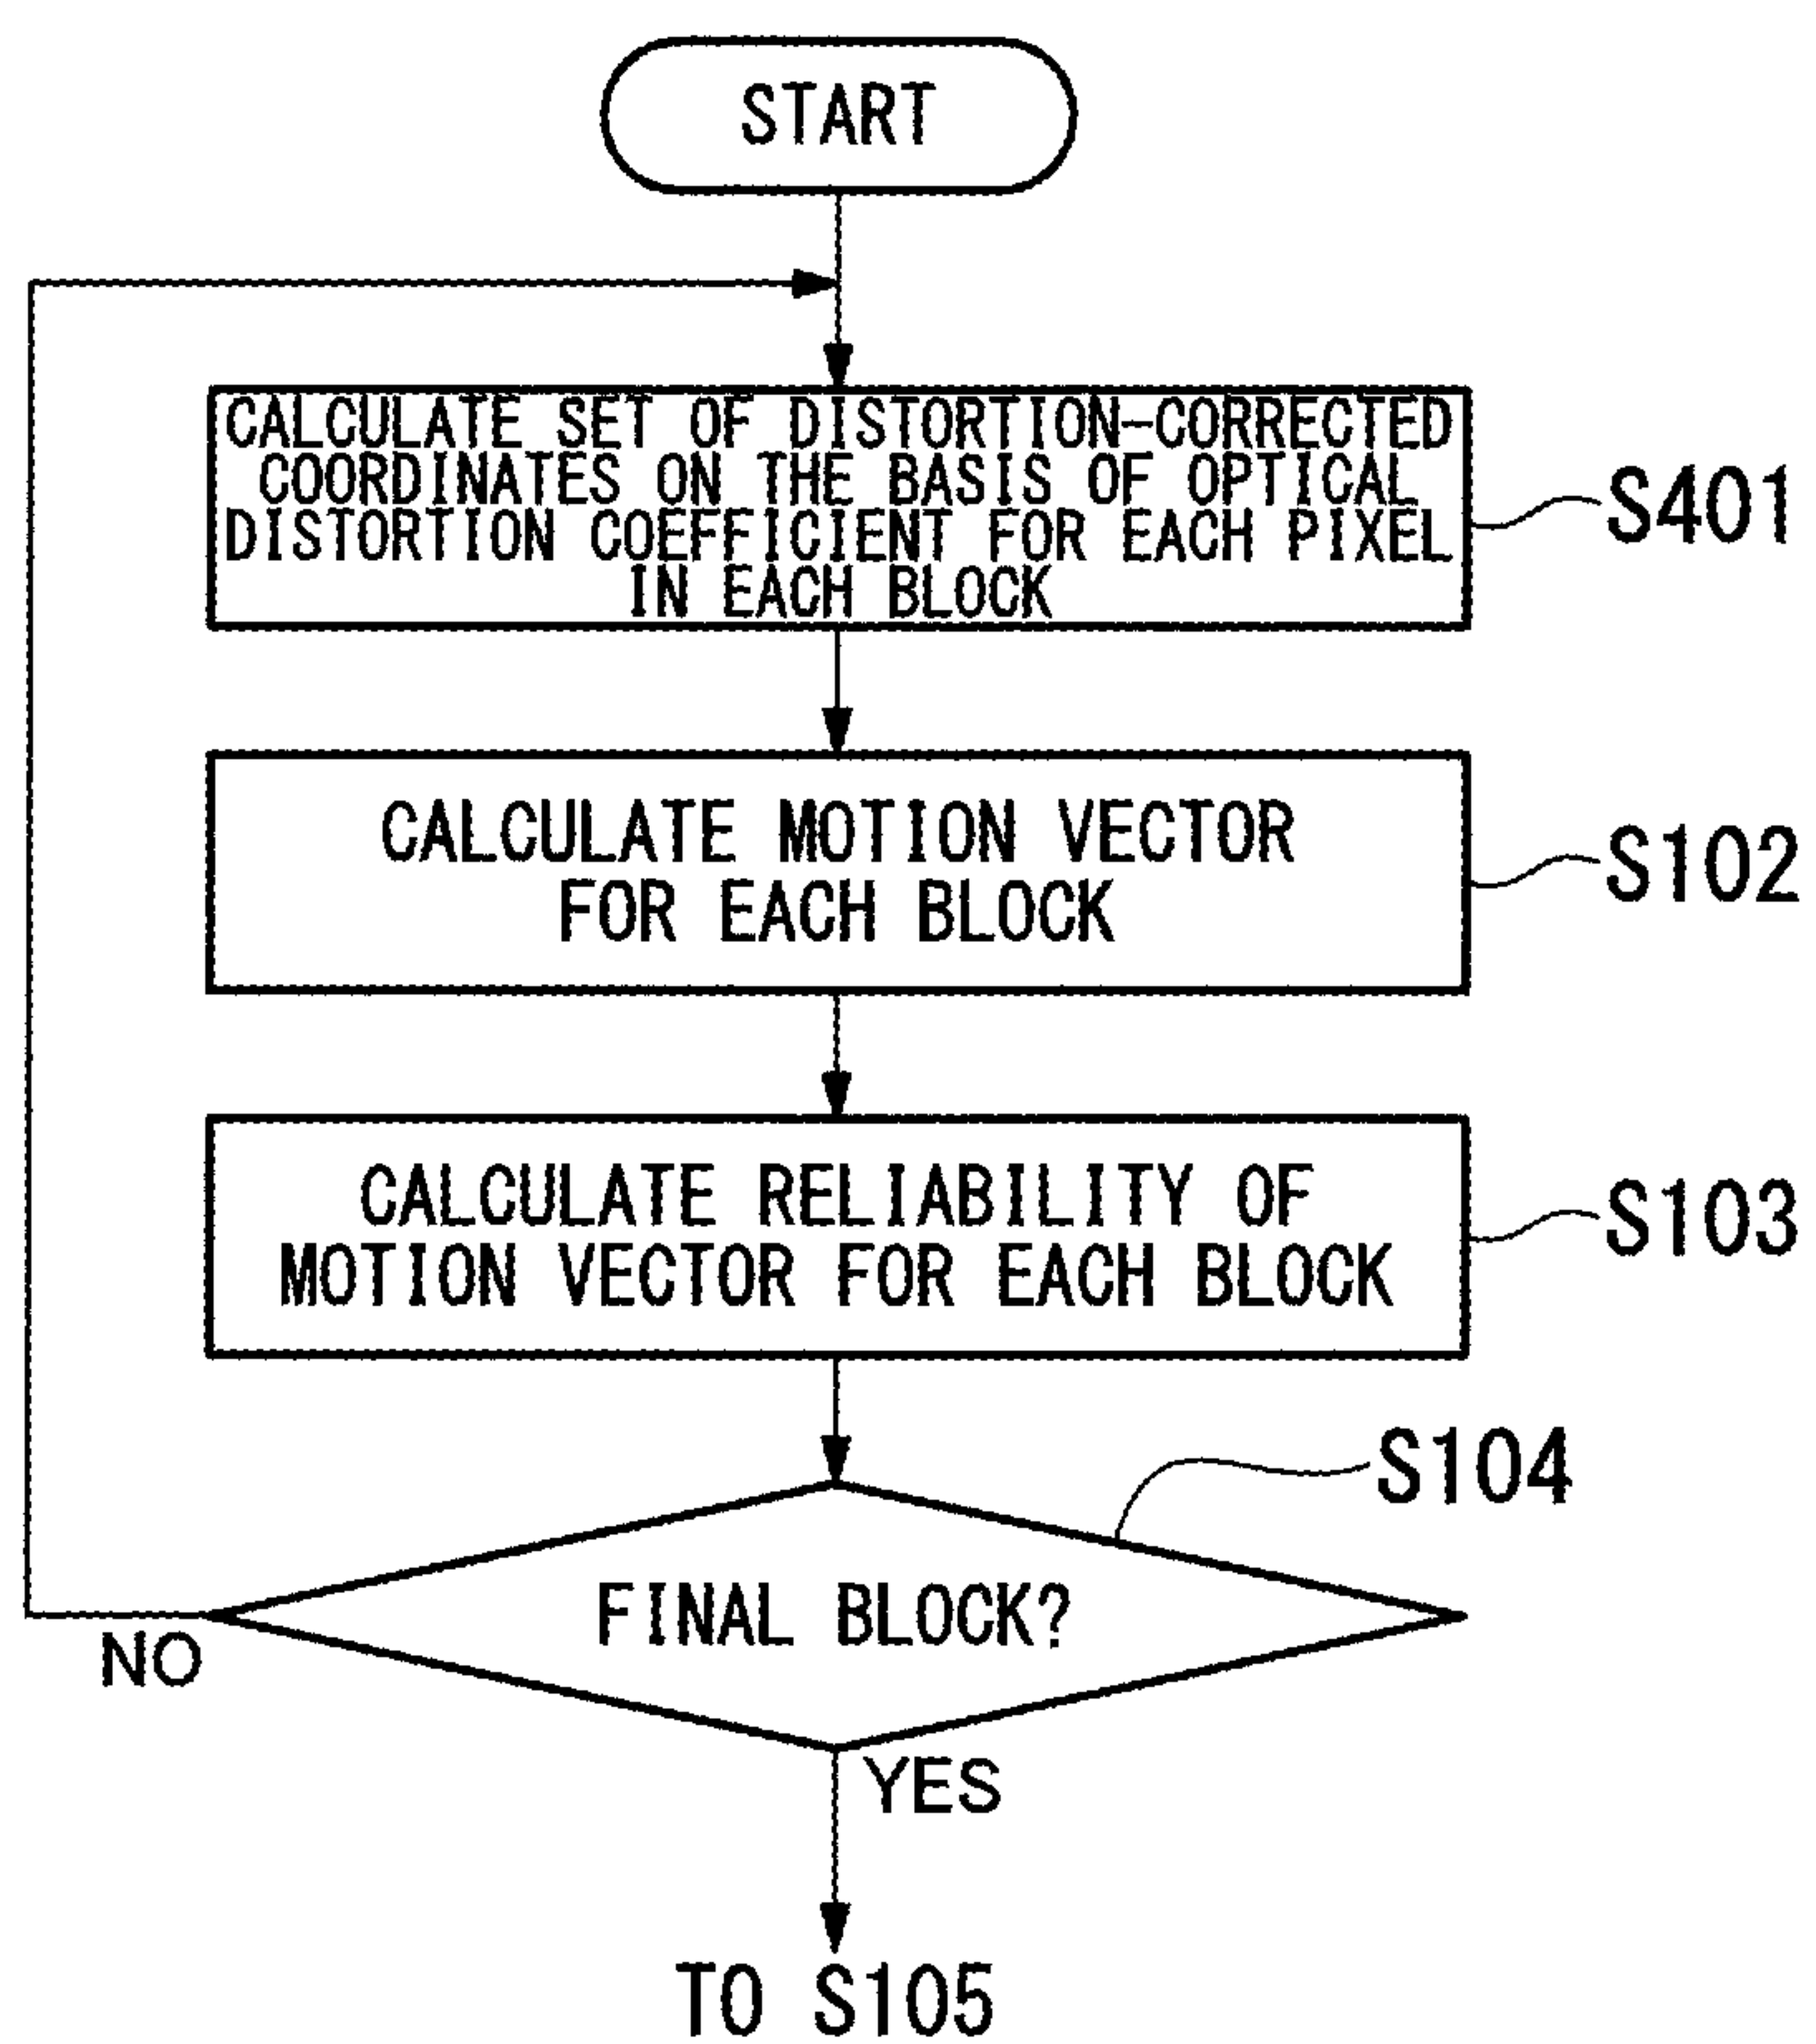 START
CALCULATE SET OF DISTORTION-CORRECTED
COORDINATES ON THE BASIS OF OPTICAL
DISTORTION COEFFICIENT FOR EACH PIXEL
IN EACH BLOCK
S401
CALCULATE MOTION VECTOR
FOR EACH BLOCK
S102
CALCULATE RELIABILITY OF
MOTION VECTOR FOR EACH BLOCK
S103
S104
FINAL BLOCK?
NO
YES
TO S105